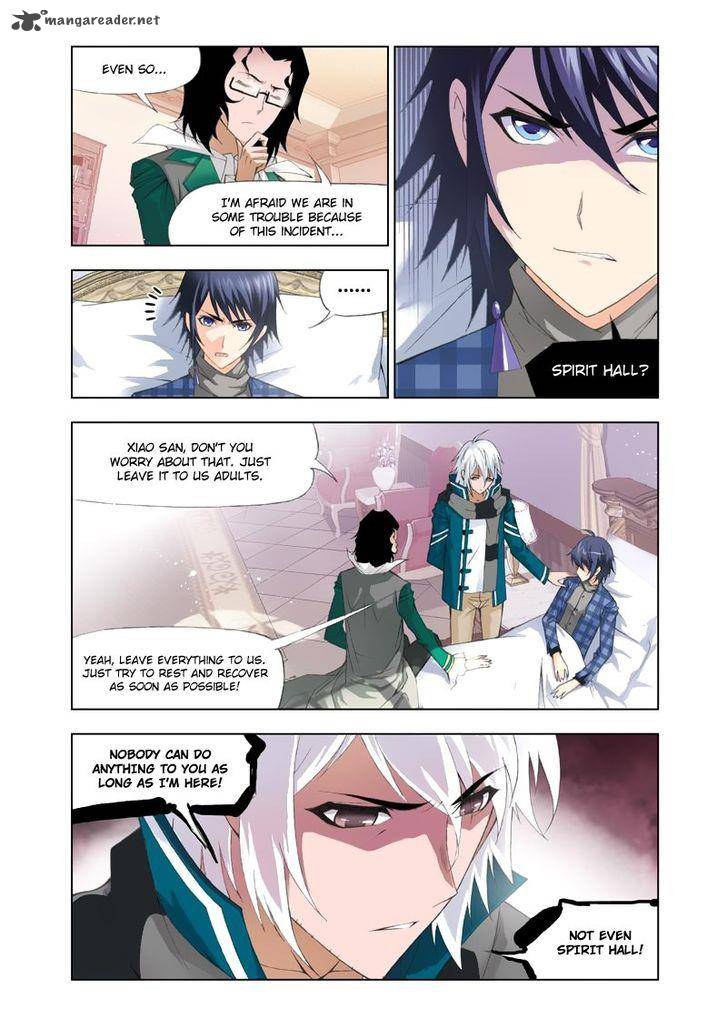 mangareader.net
EVEN SO...
I'M AFRAID WE ARE IN
SOME TROUBLE BECAUSE
OF THIS INCIDENT...
SPIRIT HALL?
......
XIAO SAN, DON'T YOU
WORRY ABOUT THAT. JUST
LEAVE IT TO US ADULTS.
YEAH, LEAVE EVERYTHING TO US.
JUST TRY TO REST AND RECOVER
AS SOON AS POSSIBLE!
NOBODY CAN DO
ANYTHING TO YOU AS
LONG AS I'M HERE!
NOT EVEN
SPIRIT HALL!